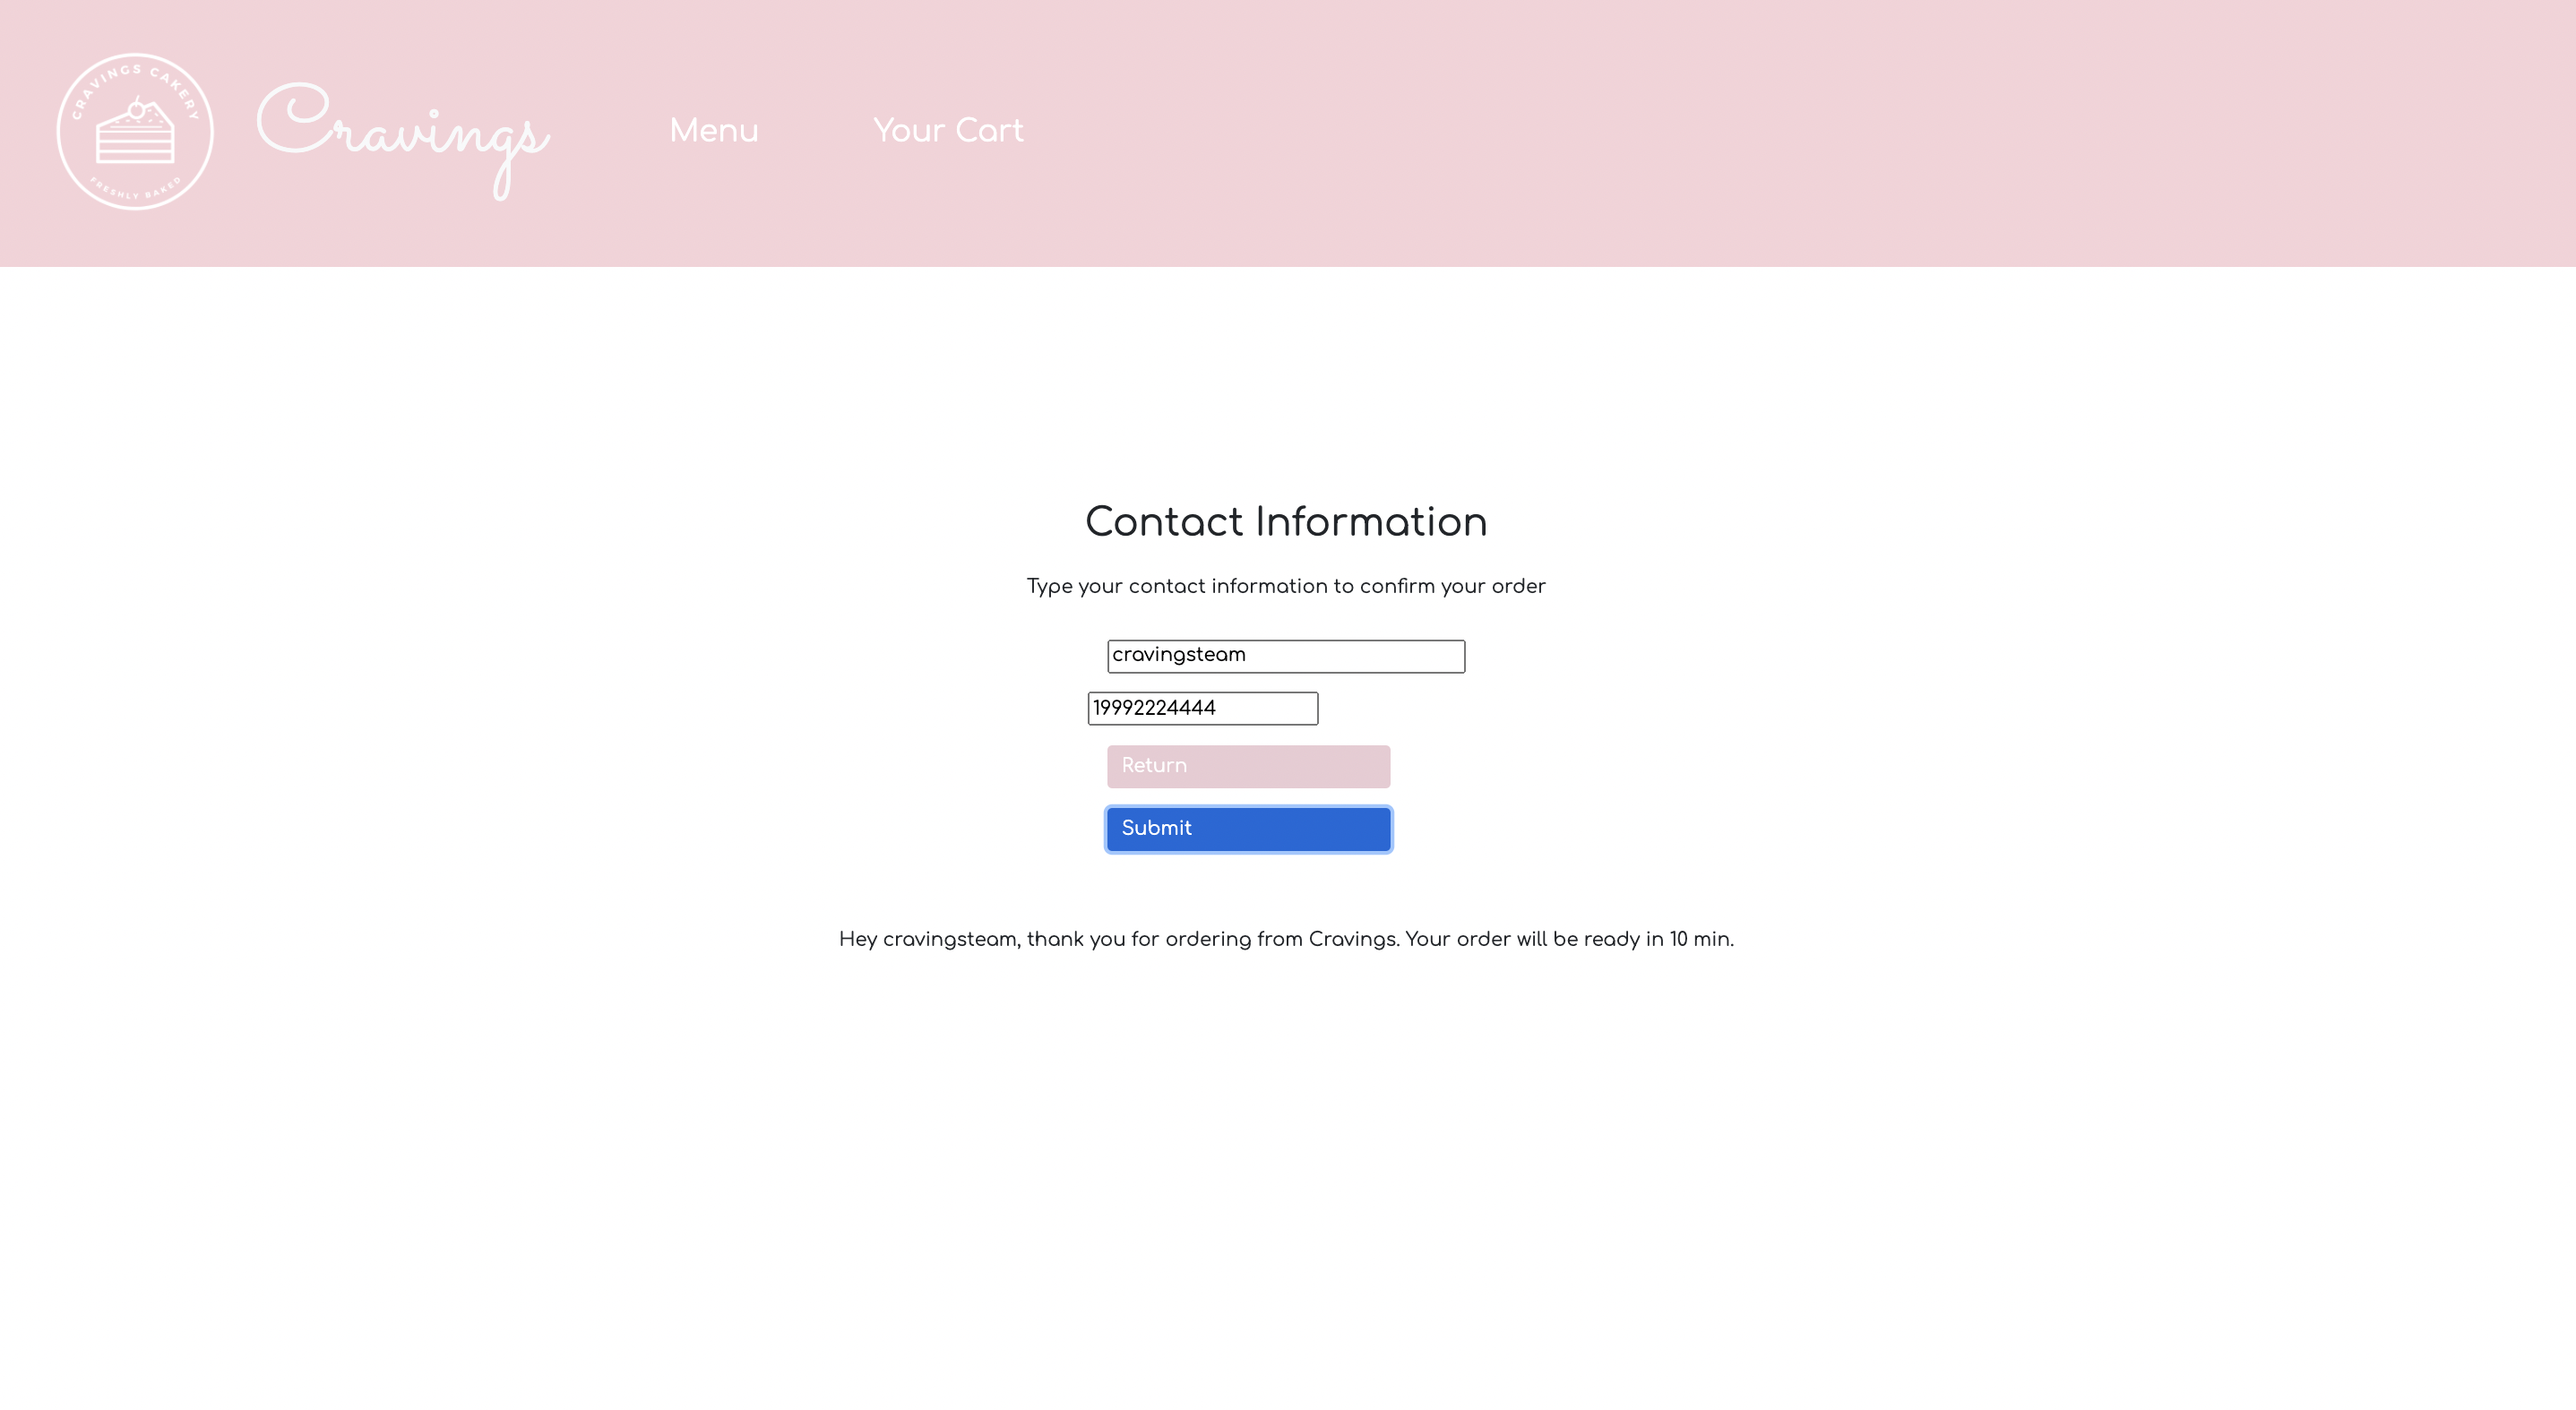 CRAVINGS CAKERY
FRESHLY BAKED
Cravings
Menu
Your Cart
Contact Information
Type your contact information to confirm your order
cravingsteam
19992224444
Return
Submit
Hey cravingsteam, thank you for ordering from Cravings. Your order will be ready in 10 min.